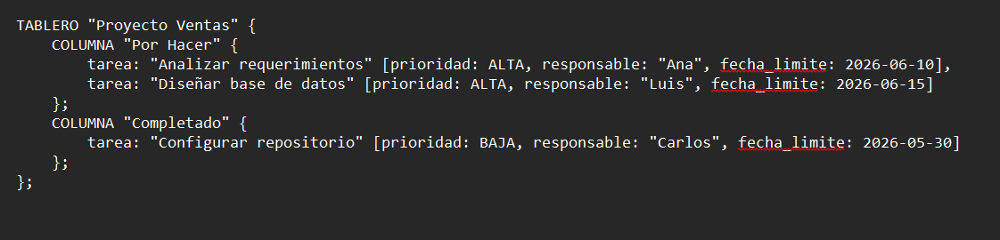 TABLERO "Proyecto Ventas" {
    COLUMNA "Por Hacer" {
        tarea: "Analizar requerimientos" [prioridad: ALTA, responsable: "Ana", fecha_limite: 2026-06-10],
        tarea: "Diseñar base de datos" [prioridad: ALTA, responsable: "Luis", fecha_limite: 2026-06-15]
    };
    COLUMNA "Completado" {
        tarea: "Configurar repositorio" [prioridad: BAJA, responsable: "Carlos", fecha_limite: 2026-05-30]
    };
};